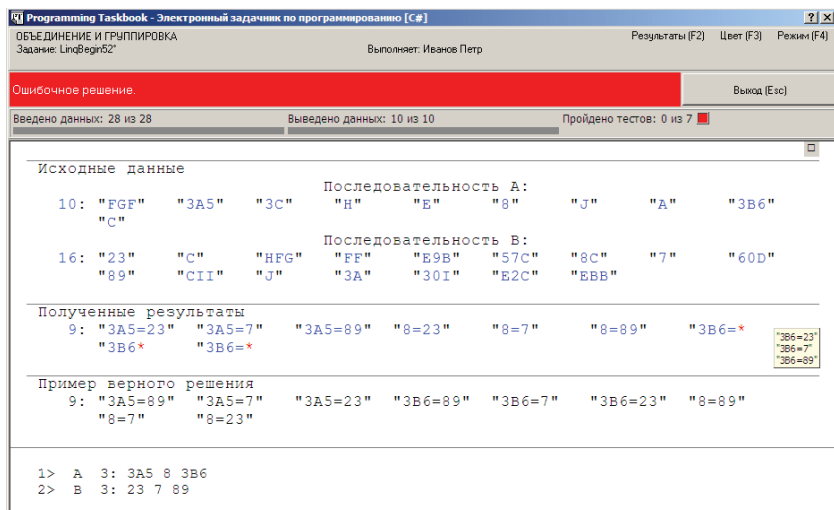 Programming Taskbook - Электронный задачник по программированию [C#]
ОБЪЕДИНЕНИЕ И ГРУППИРОВКА
Результаты (F2) Цвет (F3) Режим (F4)
Задание: LinqBegin52° Выполняет: Иванов Петр
Ошибочное решение. Выход (Esc)
Введено данных: 28 из 28 Выведено данных: 10 из 10 Пройдено тестов: 0 из 7
Исходные данные
Последовательность A:
10: "FGF" "3A5" "3C" "H" "E" "8" "J" "A" "3B6"
"C"
Последовательность B:
16: "23" "C" "HFG" "FF" "E9B" "57C" "8C" "7" "60D"
"89" "CII" "J" "3A" "30I" "E2C" "EBB"
Полученные результаты
9: "3A5=23" "3A5=7" "3A5=89" "8=23" "8=7" "8=89" "3B6=*
"3B6* "3B6=*
"3B6=23"
"3B6=7"
"3B6=89"
Пример верного решения
9: "3A5=89" "3A5=7" "3A5=23" "3B6=89" "3B6=7" "3B6=23" "8=89"
"8=7" "8=23"
1> A 3: 3A5 8 3B6
2> B 3: 23 7 89